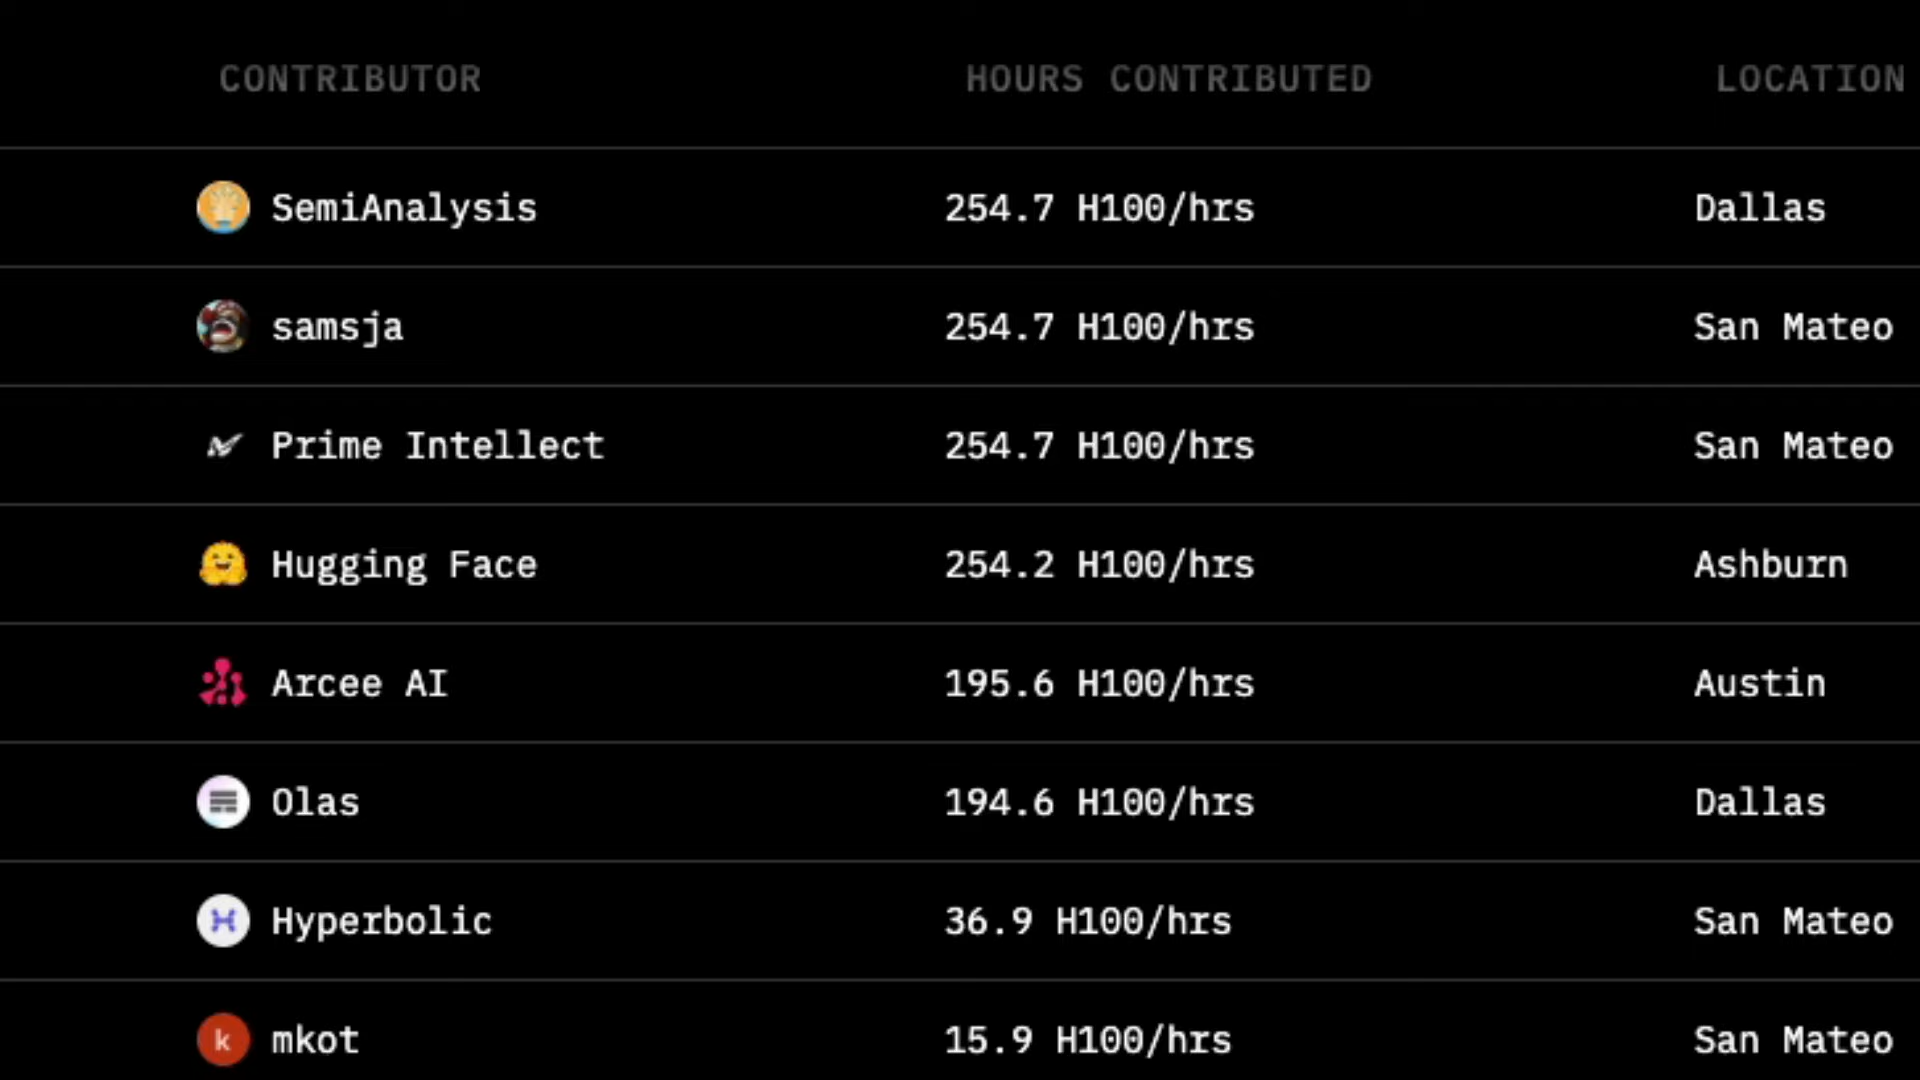 CONTRIBUTOR HOURS CONTRIBUTED LOCATION
SemiAnalysis 254.7 H100/hrs Dallas
samsja 254.7 H100/hrs San Mateo
Prime Intellect 254.7 H100/hrs San Mateo
Hugging Face 254.2 H100/hrs Ashburn
Arcee AI 195.6 H100/hrs Austin
Olas 194.6 H100/hrs Dallas
Hyperbolic 36.9 H100/hrs San Mateo
k mkot 15.9 H100/hrs San Mateo